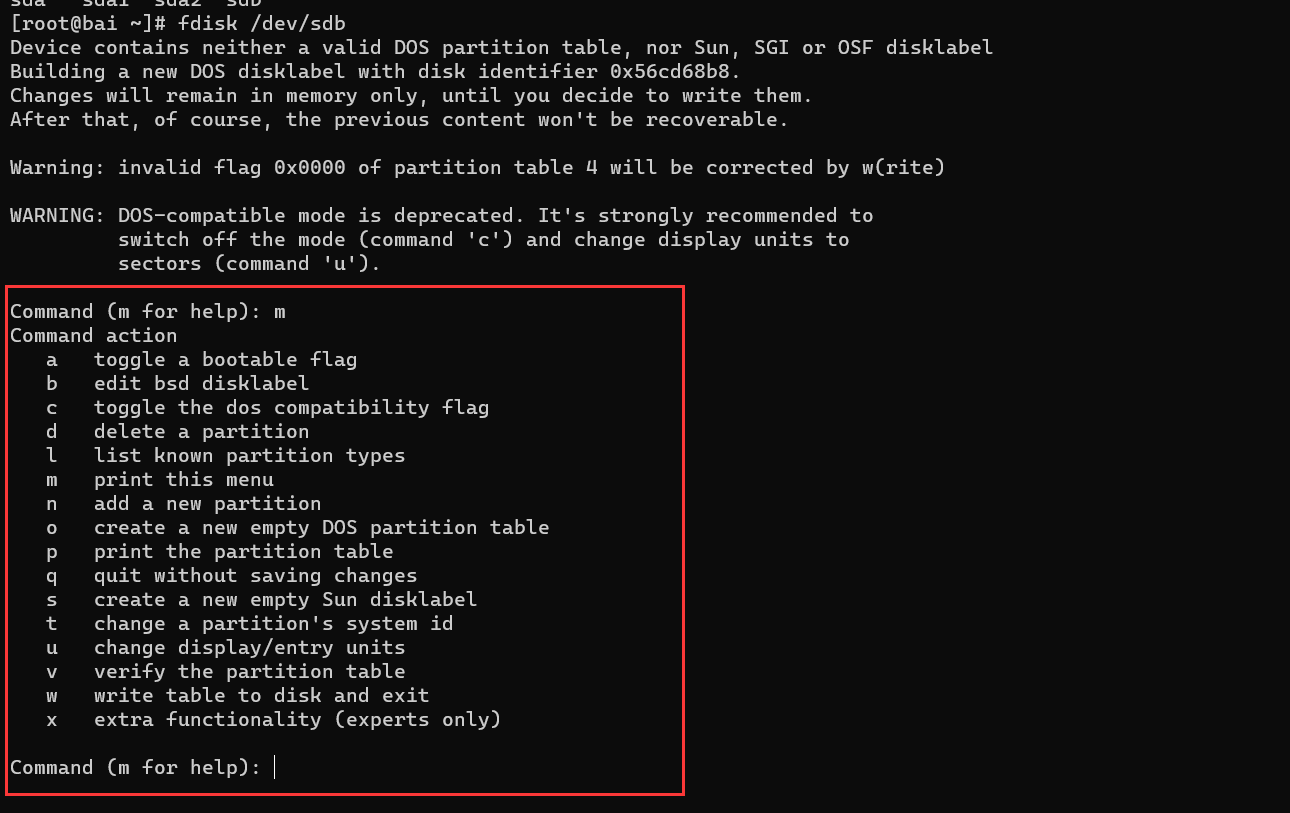 sda   sda1  sda2  sdb
[root@bai ~]# fdisk /dev/sdb
Device contains neither a valid DOS partition table, nor Sun, SGI or OSF disklabel
Building a new DOS disklabel with disk identifier 0x56cd68b8.
Changes will remain in memory only, until you decide to write them.
After that, of course, the previous content won't be recoverable.

Warning: invalid flag 0x0000 of partition table 4 will be corrected by w(rite)

WARNING: DOS-compatible mode is deprecated. It's strongly recommended to
         switch off the mode (command 'c') and change display units to
         sectors (command 'u').

Command (m for help): m
Command action
   a   toggle a bootable flag
   b   edit bsd disklabel
   c   toggle the dos compatibility flag
   d   delete a partition
   l   list known partition types
   m   print this menu
   n   add a new partition
   o   create a new empty DOS partition table
   p   print the partition table
   q   quit without saving changes
   s   create a new empty Sun disklabel
   t   change a partition's system id
   u   change display/entry units
   v   verify the partition table
   w   write table to disk and exit
   x   extra functionality (experts only)

Command (m for help):